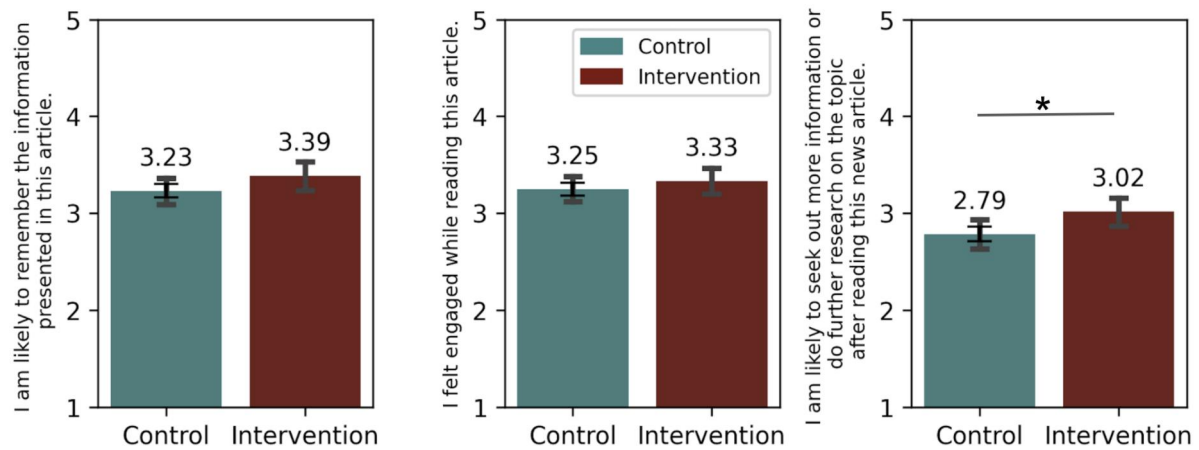 I am likely to remember the information
presented in this article.
5
4
3
2
1
3.23
3.39
Control
Intervention
I felt engaged while reading this article.
5
4
3
2
1
Control
Intervention
3.25
3.33
Control
Intervention
I am likely to seek out more information or
do further research on the topic
after reading this news article.
5
4
3
2
1
*
2.79
3.02
Control
Intervention